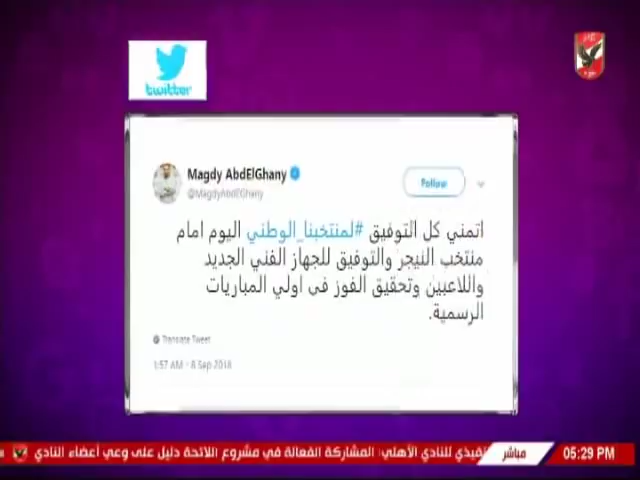 twitter
Magdy AbdElGhany
@MagdyAbdElGhany
Follow
اتمني كل التوفيق #لمنتخبنا_الوطني اليوم امام
منتخب النيجر والتوفيق للجهاز الفني الجديد
واللاعبين وتحقيق الفوز فى اولي المباريات
الرسمية.
Translate Tweet
1:57 AM - 8 Sep 2018
للنادي الأهلي: المشاركة الفعالة في مشروع اللائحة دليل على وعي أعضاء النادي
مباشر
05:29 PM